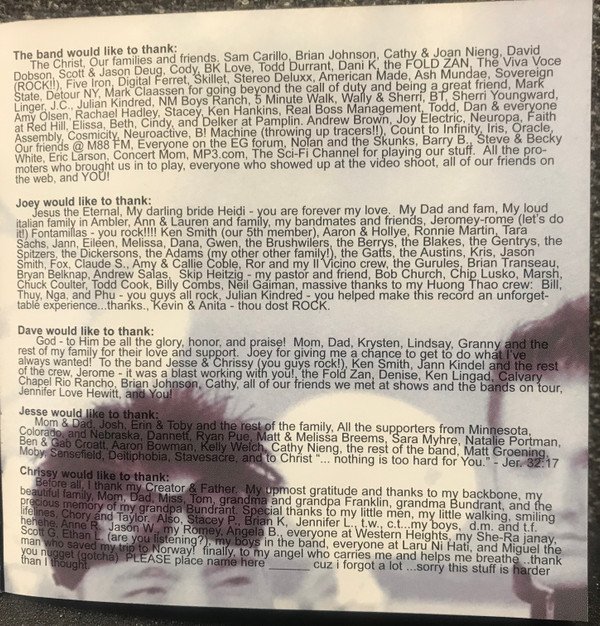 The band would like to thank:
The Christ, Our families and friends, Sam Carillo, Brian Johnson, Cathy & Joan Nieng, David
Dobson, Scott & Jason Deug, Cody, BK Love, Todd Durrant, Dani K, the FOLD ZAN, The Viva Voce
(ROCK!!), Five Iron, Digital Ferret, Skillet, Stereo Deluxx, American Made, Ash Mundae, Sovereign
State, Detour NY, Mark Claassen for going beyond the call of duty and being a great friend, Mark
Linger, J.C., Julian Kindred, NM Boys Ranch, 5 Minute Walk, Wally & Sherri, BT, Sherri Youngward,
Amy Olsen, Rachael Hadley, Stacey, Ken Hankins, Real Boss Management, Todd, Dan & everyone
at Red Hill, Elissa, Beth, Cindy, and Delker at Pamplin. Andrew Brown, Joy Electric, Neuropa, Faith
Assembly, Cosmicity, Neuroactive, B! Machine (throwing up tracers!!), Count to Infinity, Iris, Oracle,
Our Friends @ M88 FM, Everyone on the EG forum, Nolan and the Skunks, Barry B., Steve & Becky
White, Eric Larson, Concert Mom, MP3.com, The Sci-Fi Channel for playing our stuff. All the pro-
moters who brought us in to play, everyone who showed up at the video shoot, all of our friends on
the web, and YOU!
Joey would like to thank:
Jesus the Eternal, My darling bride Heidi - you are forever my love. My Dad and fam, My loud
italian family in Ambler, Ann & Lauren and family, my bandmates and friends, Jeromey-rome (let's do
it!) Fontamillas - you rock!!!! Ken Smith (our 5th member), Aaron & Hollye, Ronnie Martin, Tara
Sachs, Jann, Eileen, Melissa, Dana, Gwen, the Brushwilers, the Berrys, the Blakes, the Gentrys, the
Spitzers, the Dickersons, the Adams (my other other family!), the Gatts, the Austins, Kris, Jason
Smith, Fox, Claude S., Amy & Callie Coble, Ror and my Il Vicino crew, the Gurules, Brian Transeau,
Bryan Belknap, Andrew Salas, Skip Heitzig - my pastor and friend, Bob Church, Chip Lusko, Marsh,
Chuck Coulter, Todd Cook, Billy Combs, Neil Gaiman, massive thanks to my Huong Thao crew: Bill,
Thuy, Nga, and Phu - you guys all rock, Julian Kindred - you helped make this record an unforget-
table experience...thanks., Kevin & Anita - thou dost ROCK.
Dave would like to thank:
God - to Him be all the glory, honor, and praise! Mom, Dad, Krysten, Lindsay, Granny and the
rest of my family for their love and support. Joey for giving me a chance to get to do what I've
always wanted! To the band Jesse & Chrissy (you guys rock!), Ken Smith, Jann Kindel and the rest
of the crew, Jerome - it was a blast working with you!, the Fold Zan, Denise, Ken Lingad, Calvary
Chapel Rio Rancho, Brian Johnson, Cathy, all of our friends we met at shows and the bands on tour,
Jennifer Love Hewitt, and You!
Jesse would like to thank:
Mom & Dad, Josh, Erin & Toby and the rest of the family, All the supporters from Minnesota,
Colorado, and Nebraska, Dannett, Ryan Pue, Matt & Melissa Breems, Sara Myhre, Natalie Portman,
Ben & Gab Croatt, Aaron Bowman, Kelly Welch, Cathy Nieng, the rest of the band, Matt Groening,
Moby, Sensefield, Deitiphobia, Stavesacre, and to Christ "... nothing is too hard for You." - Jer. 32:17
Chrissy would like to thank:
Before all, I thank my Creator & Father. My upmost gratitude and thanks to my backbone, my
beautiful family, Mom, Dad, Miss, Tom, grandma and grandpa Franklin, grandma Bundrant, and the
precious memory of my grandpa Bundrant. Special thanks to my little men, my little walking, smiling
lifelines, Chory and Taylor. Also, Stacey P., Brian K, Jennifer L., t.w., c.t...my boys, d.m. and t.f.
hehehe, Anne R., Jason W., my Romey, Angela B., everyone at Western Heights, my She-Ra janay,
Scott G, Ethan L. (are you listening?), my boys in the band, everyone at Laru Ni Hati, and Miguel the
man who saved my trip to Norway! finally, to my angel who carries me and helps me breathe ..thank
you nugget (gotcha) PLEASE place name here ______ cuz i forgot a lot ...sorry this stuff is harder
than I thought.